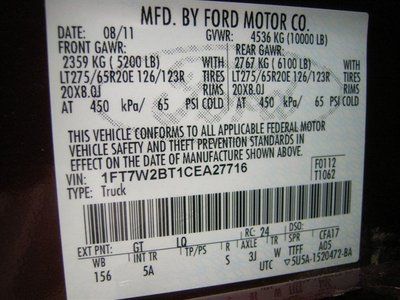 MFD. BY FORD MOTOR CO.
DATE: 08/11 GVWR: 4536 KG (10000 LB)
FRONT GAWR: REAR GAWR:
2359 KG ( 5200 LB) 2767 KG ( 6100 LB)
LT275/65R20E 126/123R TIRES LT275/65R20E 126/123R TIRES
20X8.0J RIMS 20X8.0J RIMS
AT 450 kPa/ 65 PSI COLD AT 450 kPa/ 65 PSI COLD
THIS VEHICLE CONFORMS TO ALL APPLICABLE FEDERAL MOTOR
VEHICLE SAFETY AND THEFT PREVENTION STANDARDS IN
EFFECT ON THE DATE OF MANUFACTURE SHOWN ABOVE.
VIN: 1FT7W2BT1CEA27716 F0112
TYPE: Truck T1062
EXT PNT: GT LQ RC: 24 DSO:
WB INT TR TP/PS R AXLE TR SPR CFA17
156 5A S 3J W TTFF A05
UTC 5U5A-1520472-BA